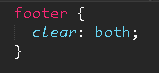 footer {
  clear: both;
}